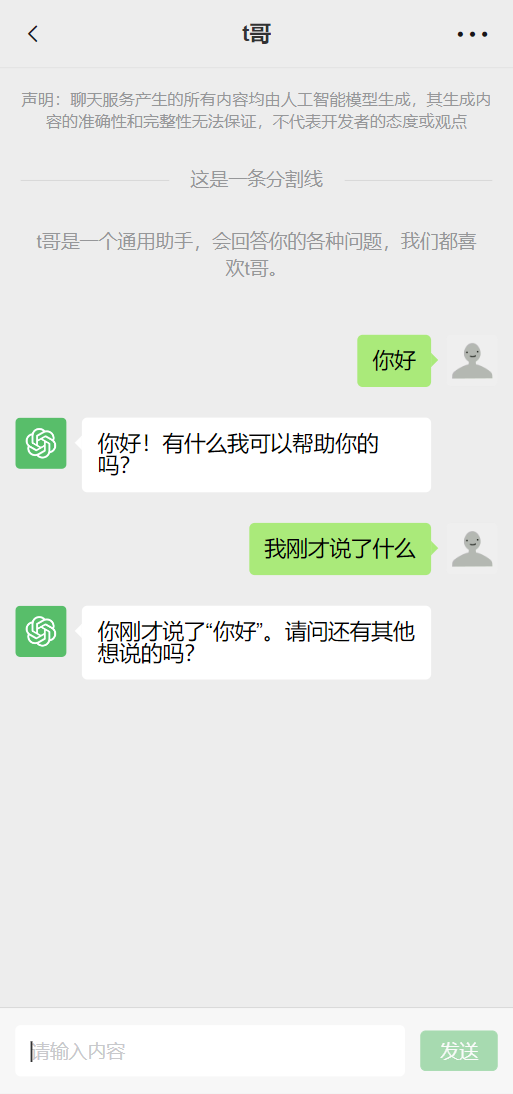 t哥
声明：聊天服务产生的所有内容均由人工智能模型生成，其生成内
容的准确性和完整性无法保证，不代表开发者的态度或观点
这是一条分割线
t哥是一个通用助手，会回答你的各种问题，我们都喜
欢t哥。
你好
你好！有什么我可以帮助你的
吗？
我刚才说了什么
你刚才说了“你好”。请问还有其他
想说的吗？
请输入内容
发送